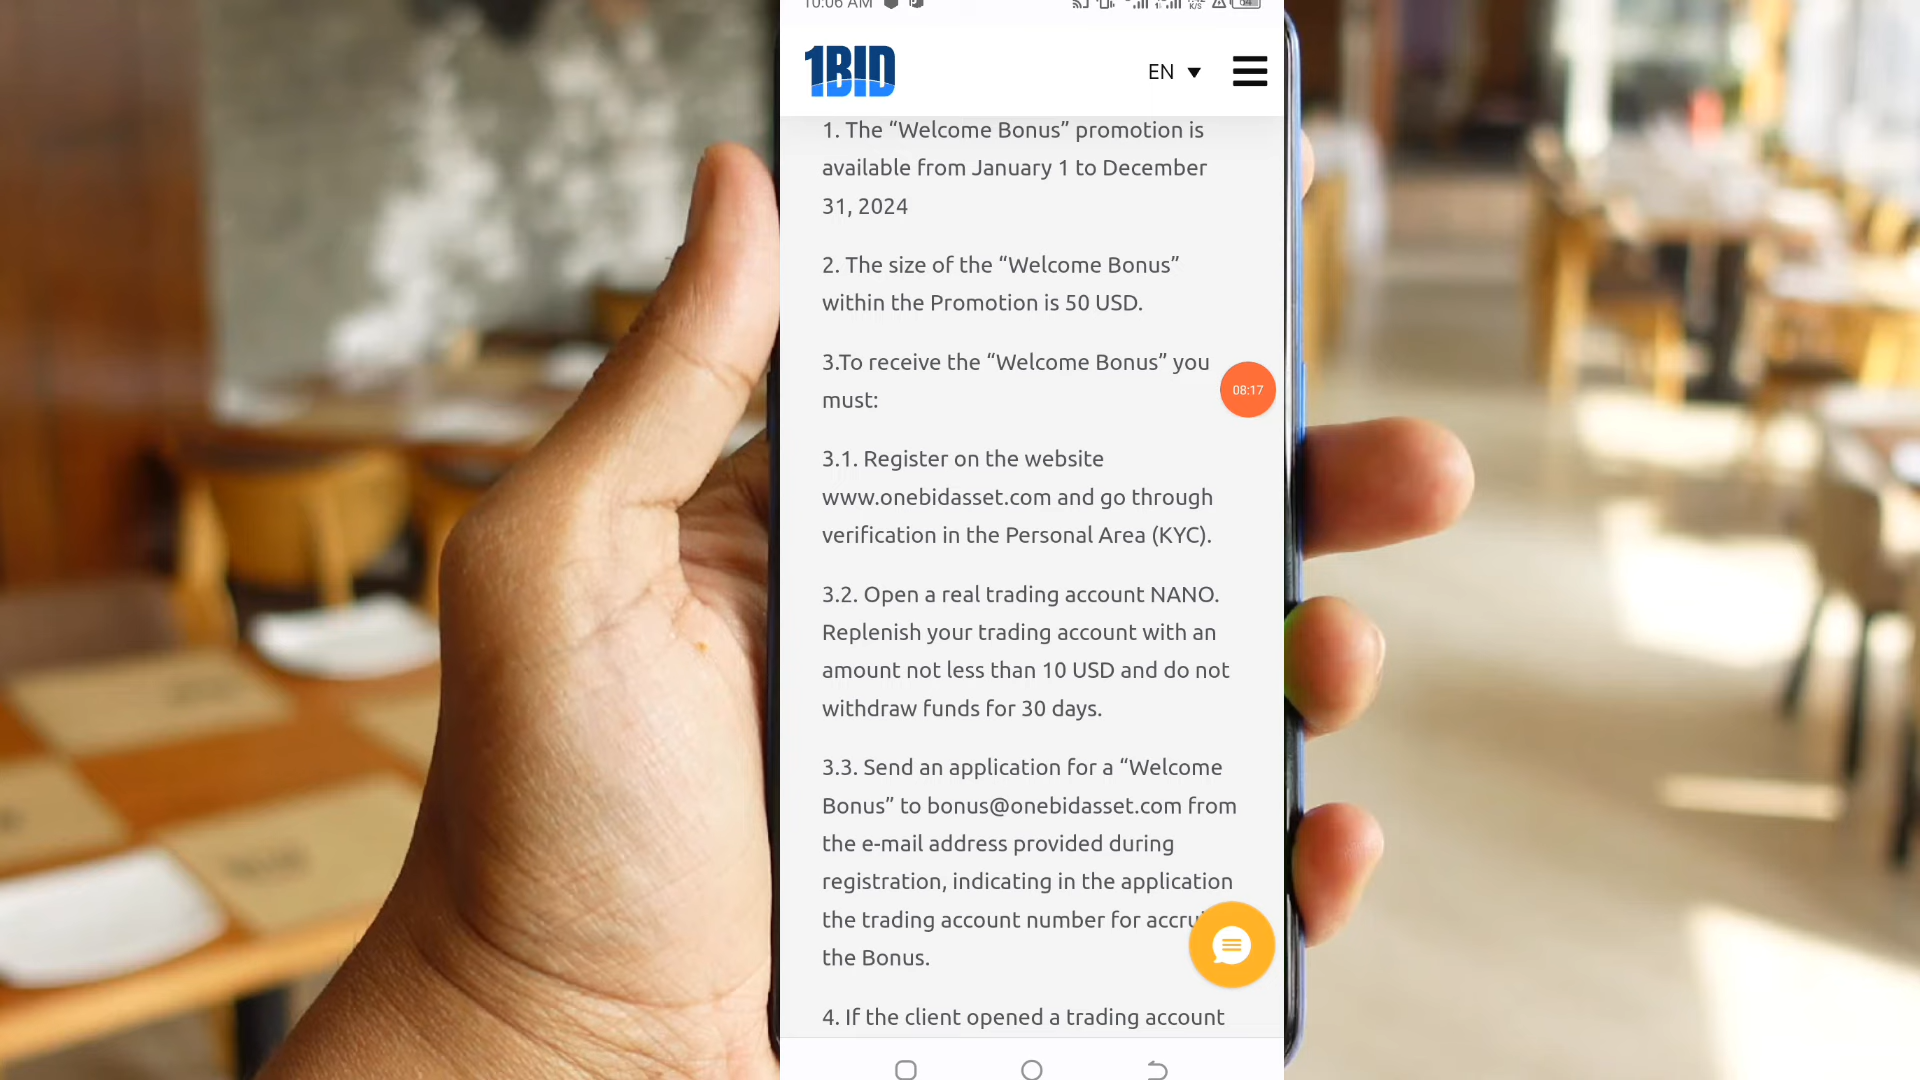 10:06 AM
1BID
EN
1. The “Welcome Bonus” promotion is
available from January 1 to December
31, 2024
2. The size of the “Welcome Bonus”
within the Promotion is 50 USD.
3.To receive the “Welcome Bonus” you
must:
08:17
3.1. Register on the website
www.onebidasset.com and go through
verification in the Personal Area (KYC).
3.2. Open a real trading account NANO.
Replenish your trading account with an
amount not less than 10 USD and do not
withdraw funds for 30 days.
3.3. Send an application for a “Welcome
Bonus” to bonus@onebidasset.com from
the e-mail address provided during
registration, indicating in the application
the trading account number for accru
the Bonus.
4. If the client opened a trading account